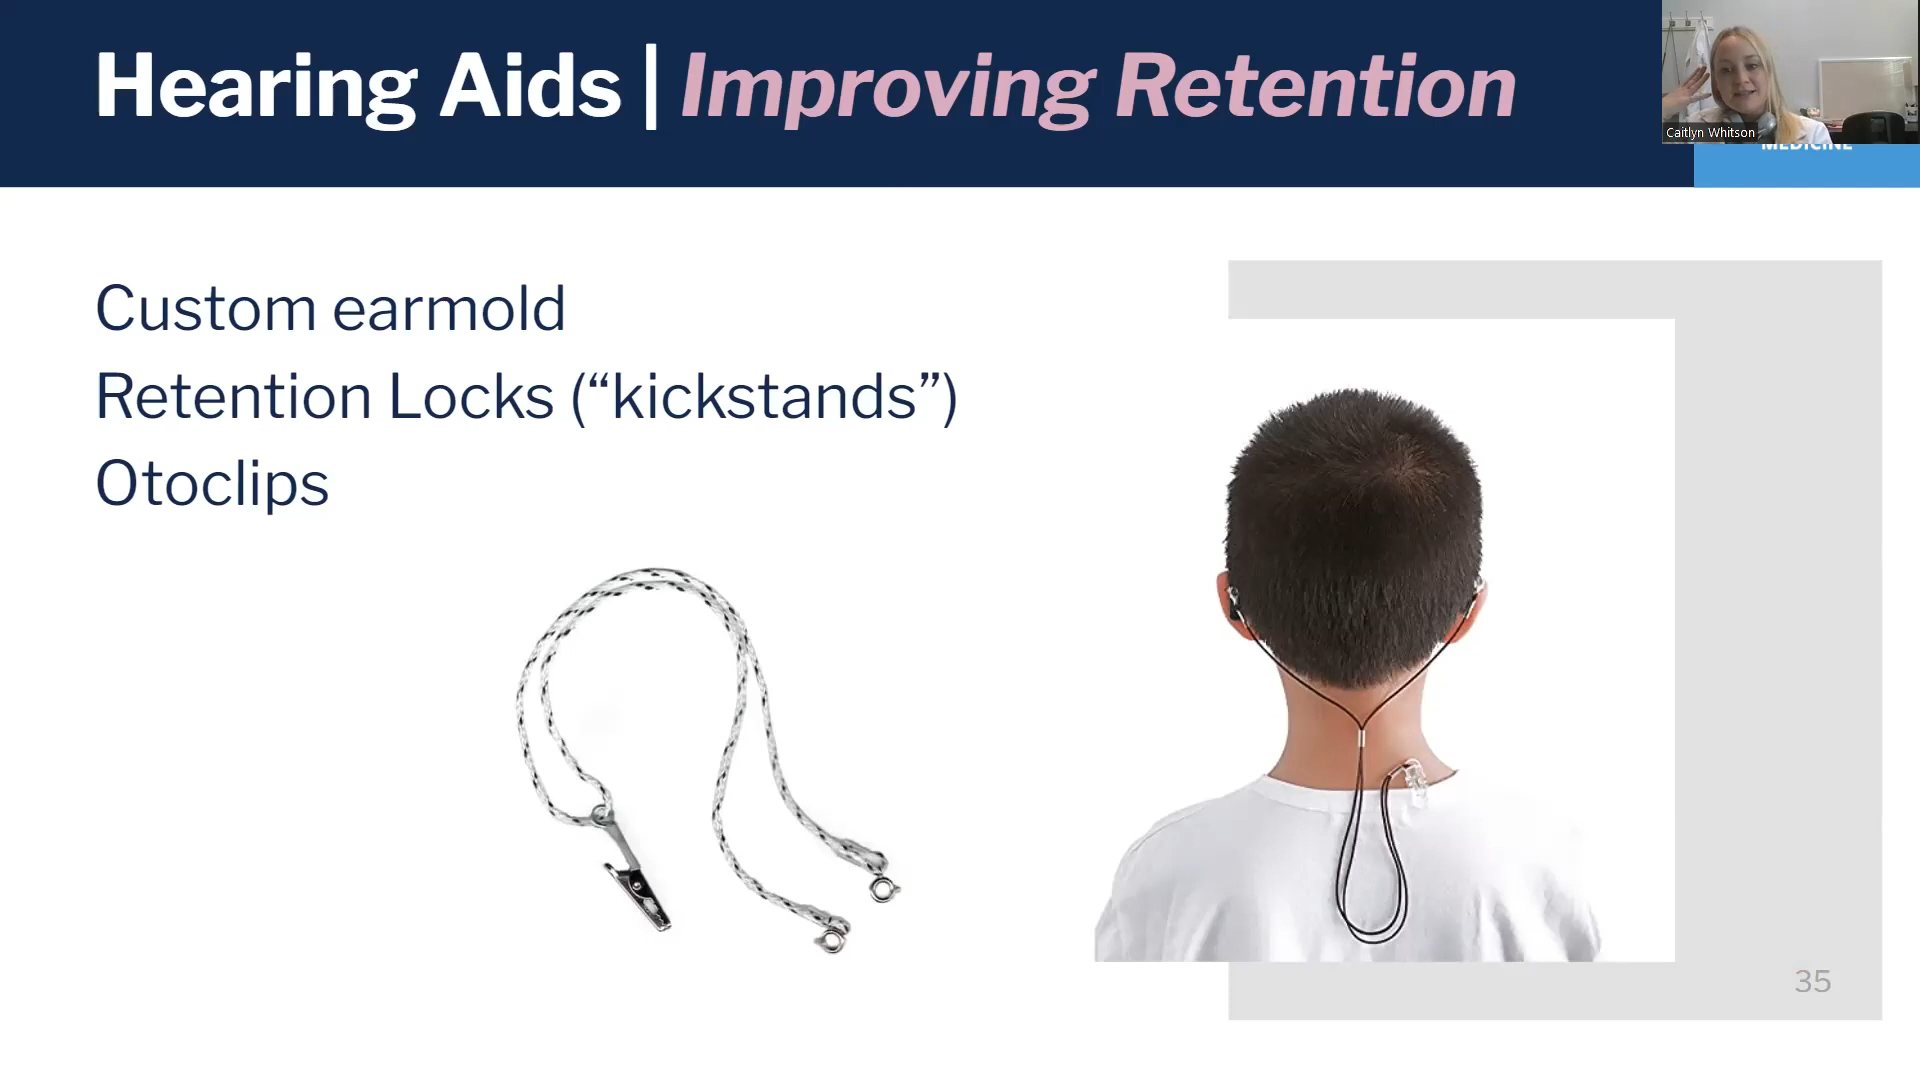 Hearing Aids | Improving Retention
Caitlyn Whitson
MEDICINE
Custom earmold
Retention Locks (“kickstands”)
Otoclips
35